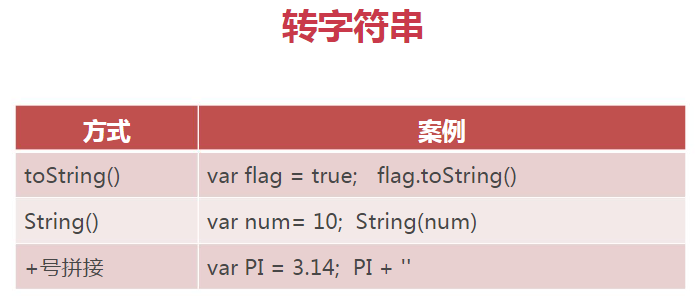 转字符串
方式 案例
toString() var flag = true; flag.toString()
String() var num= 10; String(num)
+号拼接 var PI = 3.14; PI + ''